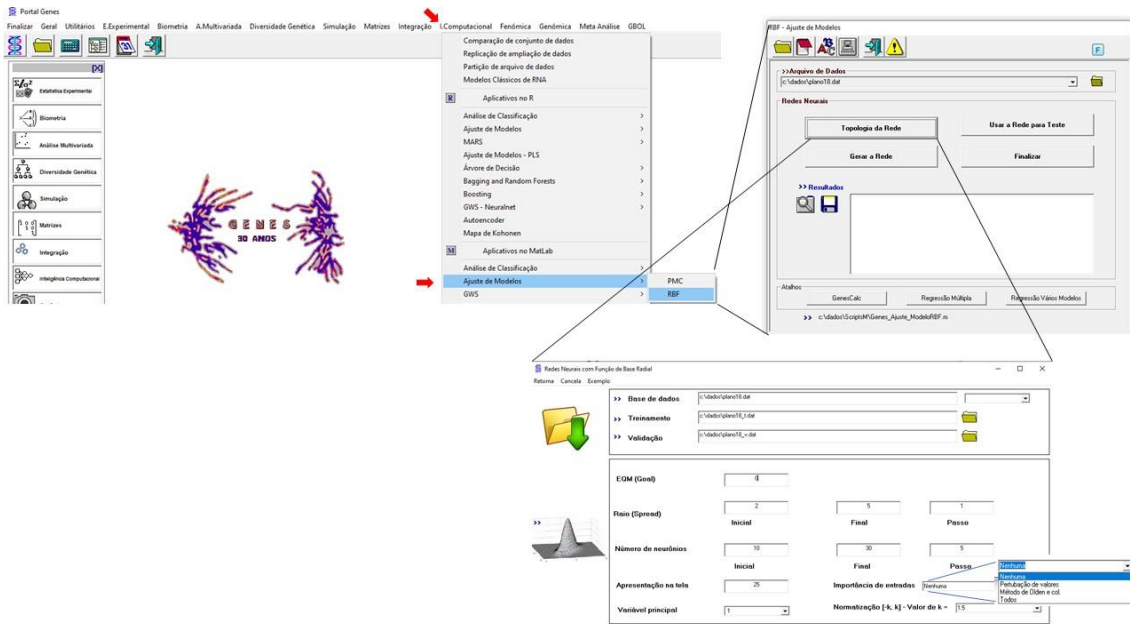 Portal Genes
Finalizar Geral Utilitários E.Experimental Biometria A.Multivariada Diversidade Genética Simulação Matrizes Integração I.Computacional Fenômica Genômica Meta Análise GBOL
[X]
Estatística Experimental
Biometria
Análise Multivariada
Diversidade Genética
Simulação
Matrizes
Integração
Inteligência Computacional
GENES
30 ANOS
Comparação de conjunto de dados
Replicação de ampliação de dados
Partição de arquivo de dados
Modelos Clássicos de RNA
R Aplicativos no R
Análise de Classificação >
Ajuste de Modelos >
MARS >
Ajuste de Modelos - PLS
Árvore de Decisão >
Bagging and Random Forests >
Boosting >
GWS - Neuralnet >
Autoencoder
Mapa de Kohonen
M Aplicativos no MatLab
Análise de Classificação >
Ajuste de Modelos >
GWS >
PMC
RBF
RBF - Ajuste de Modelos
F
>>Arquivo de Dados
c:\dados\plano18.dat
Redes Neurais
Topologia da Rede
Usar a Rede para Teste
Gerar a Rede
Finalizar
>> Resultados
Atalhos
GenesCalc
Regressão Múltipla
Regressão Vários Modelos
>> c:\dados\ScriptsM\Genes_Ajuste_ModeloRBF.m
Redes Neurais com Função de Base Radial
Retorna Cancela Exemplo
>> Base de dados c:\dados\plano18.dat
>> Treinamento c:\dados\plano18_t.dat
>> Validação c:\dados\plano18_v.dat
EQM (Goal) 0
Raio (Spread) 2 5 1
Inicial Final Passo
>>
Número de neurônios 10 30 5
Inicial Final Passo
Apresentação na tela 25 Importância de entradas Nenhuma
Nenhuma
Nenhuma
Pertubação de valores
Método de Olden e col.
Todos
Variável principal 1 Normatização [-k, k] - Valor de k = 1.5